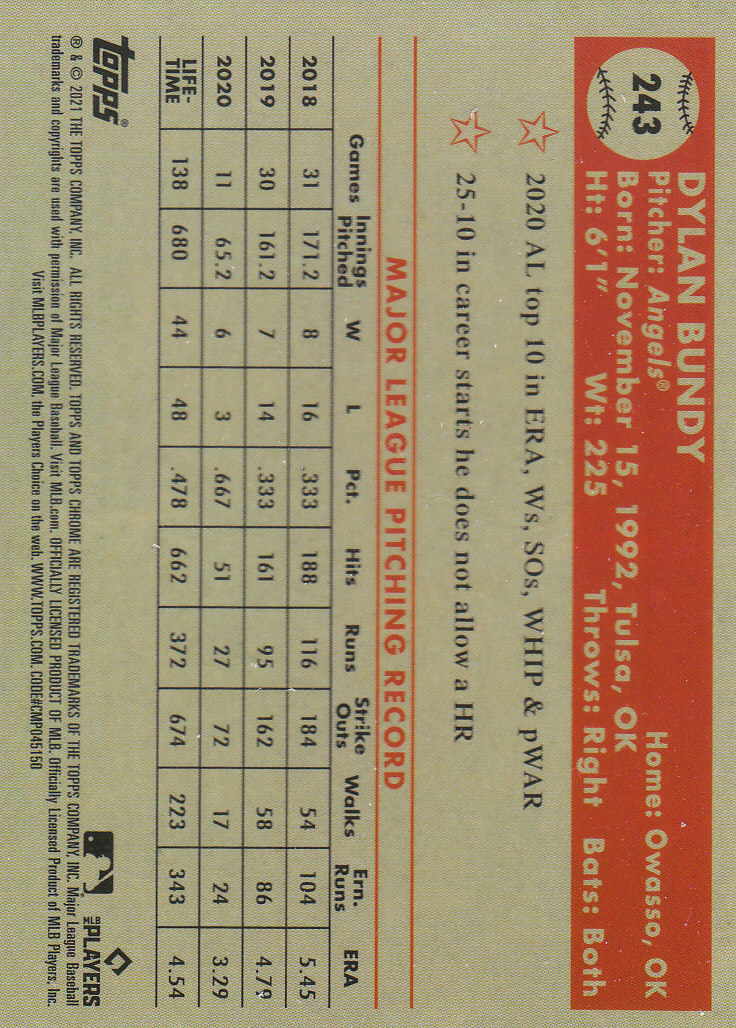 243
DYLAN BUNDY
Pitcher: Angels® Home: Owasso, OK
Born: November 15, 1992, Tulsa, OK
Ht: 6'1" Wt: 225 Throws: Right Bats: Both
2020 AL top 10 in ERA, Ws, SOs, WHIP & pWAR
25-10 in career starts he does not allow a HR
MAJOR LEAGUE PITCHING RECORD
Games Innings Pitched W L Pct. Hits Runs Strike Outs Walks Ern. Runs ERA
2018 31 171.2 8 16 .333 188 116 184 54 104 5.45
2019 30 161.2 7 14 .333 161 95 162 58 86 4.79
2020 11 65.2 6 3 .667 51 27 72 17 24 3.29
LIFE-TIME 138 680 44 48 .478 662 372 674 223 343 4.54
topps®
MLB PLAYERS
® & © 2021 THE TOPPS COMPANY, INC. ALL RIGHTS RESERVED. TOPPS AND TOPPS CHROME ARE REGISTERED TRADEMARKS OF THE TOPPS COMPANY, INC. Major League Baseball
trademarks and copyrights are used with permission of Major League Baseball. Visit MLB.com. OFFICIALLY LICENSED PRODUCT OF MLB. Officially Licensed Product of MLB Players, Inc.
Visit MLBPLAYERS.COM, the Players Choice on the web. WWW.TOPPS.COM. CODE#CMP045150